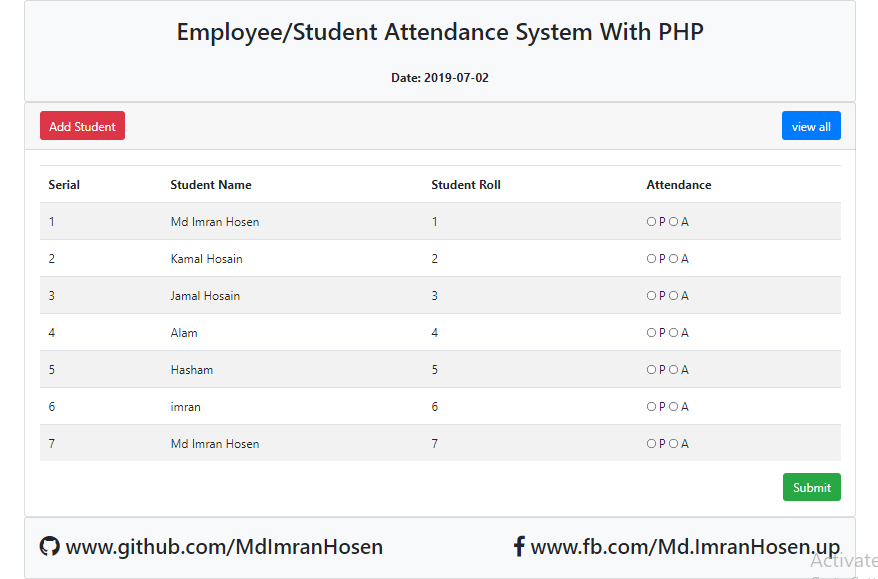 Employee/Student Attendance System With PHP
Date: 2019-07-02
Add Student view all
Serial Student Name Student Roll Attendance
1 Md Imran Hosen 1 P A
2 Kamal Hosain 2 P A
3 Jamal Hosain 3 P A
4 Alam 4 P A
5 Hasham 5 P A
6 imran 6 P A
7 Md Imran Hosen 7 P A
Submit
www.github.com/MdImranHosen www.fb.com/Md.ImranHosen.up
Activate